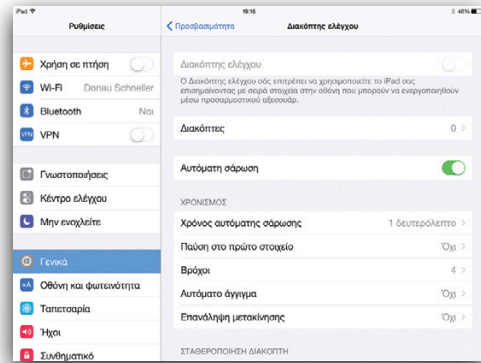 iPad
19:16
48%
Ρυθμίσεις
Προσβασιμότητα
Διακόπτης ελέγχου
Χρήση σε πτήση
Wi-Fi Donau Schneller
Bluetooth Ναι
VPN VPN
Γνωστοποιήσεις
Κέντρο ελέγχου
Μην ενοχλείτε
Γενικά
AA Οθόνη και φωτεινότητα
Ταπετσαρία
Ήχοι
Συνθηματικό
Διακόπτης ελέγχου
Ο Διακόπτης ελέγχου σάς επιτρέπει να χρησιμοποιείτε το iPad σας
επισημαίνοντας με σειρά στοιχεία στην οθόνη που μπορούν να ενεργοποιηθούν
μέσω προσαρμοστικού αξεσουάρ.
Διακόπτες 0
Αυτόματη σάρωση
ΧΡΟΝΙΣΜΟΣ
Χρόνος αυτόματης σάρωσης 1 δευτερόλεπτο
Παύση στο πρώτο στοιχείο Όχι
Βρόχοι 4
Αυτόματο άγγιγμα Όχι
Επανάληψη μετακίνησης Όχι
ΣΤΑΘΕΡΟΠΟΙΗΣΗ ΔΙΑΚΟΠΤΗ